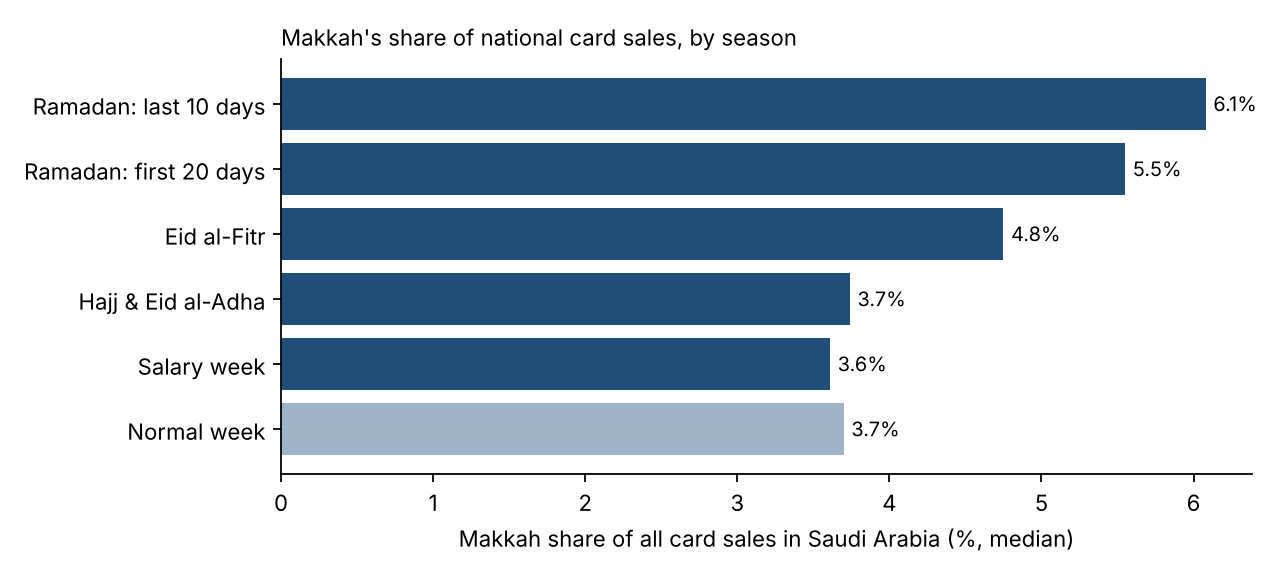 Makkah's share of national card sales, by season
Ramadan: last 10 days 6.1%
Ramadan: first 20 days 5.5%
Eid al-Fitr 4.8%
Hajj & Eid al-Adha 3.7%
Salary week 3.6%
Normal week 3.7%
0 1 2 3 4 5 6
Makkah share of all card sales in Saudi Arabia (%, median)